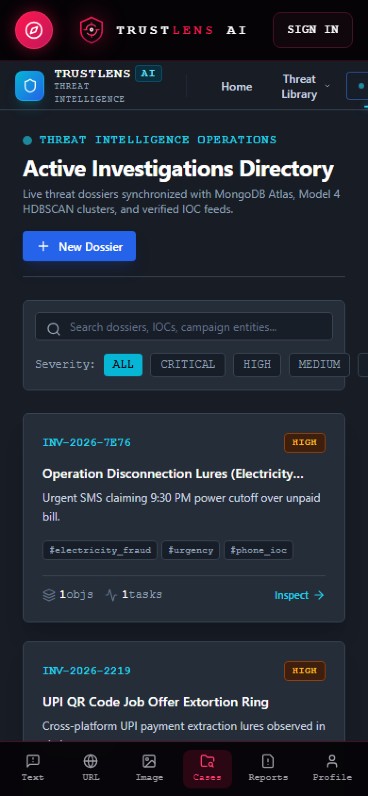 TRUSTLENS AI
SIGN IN
TRUSTLENS AI
THREAT
INTELLIGENCE
Home
Threat
Library
THREAT INTELLIGENCE OPERATIONS
Active Investigations Directory
Live threat dossiers synchronized with MongoDB Atlas, Model 4
HDBSCAN clusters, and verified IOC feeds.
+ New Dossier
Search dossiers, IOCs, campaign entities...
Severity: ALL CRITICAL HIGH MEDIUM
INV-2026-7E76 HIGH
Operation Disconnection Lures (Electricity...
Urgent SMS claiming 9:30 PM power cutoff over unpaid
bill.
#electricity_fraud #urgency #phone_ioc
1objs 1tasks Inspect →
INV-2026-2219 HIGH
UPI QR Code Job Offer Extortion Ring
Cross-platform UPI payment extraction lures observed in
Text URL Image Cases Reports Profile